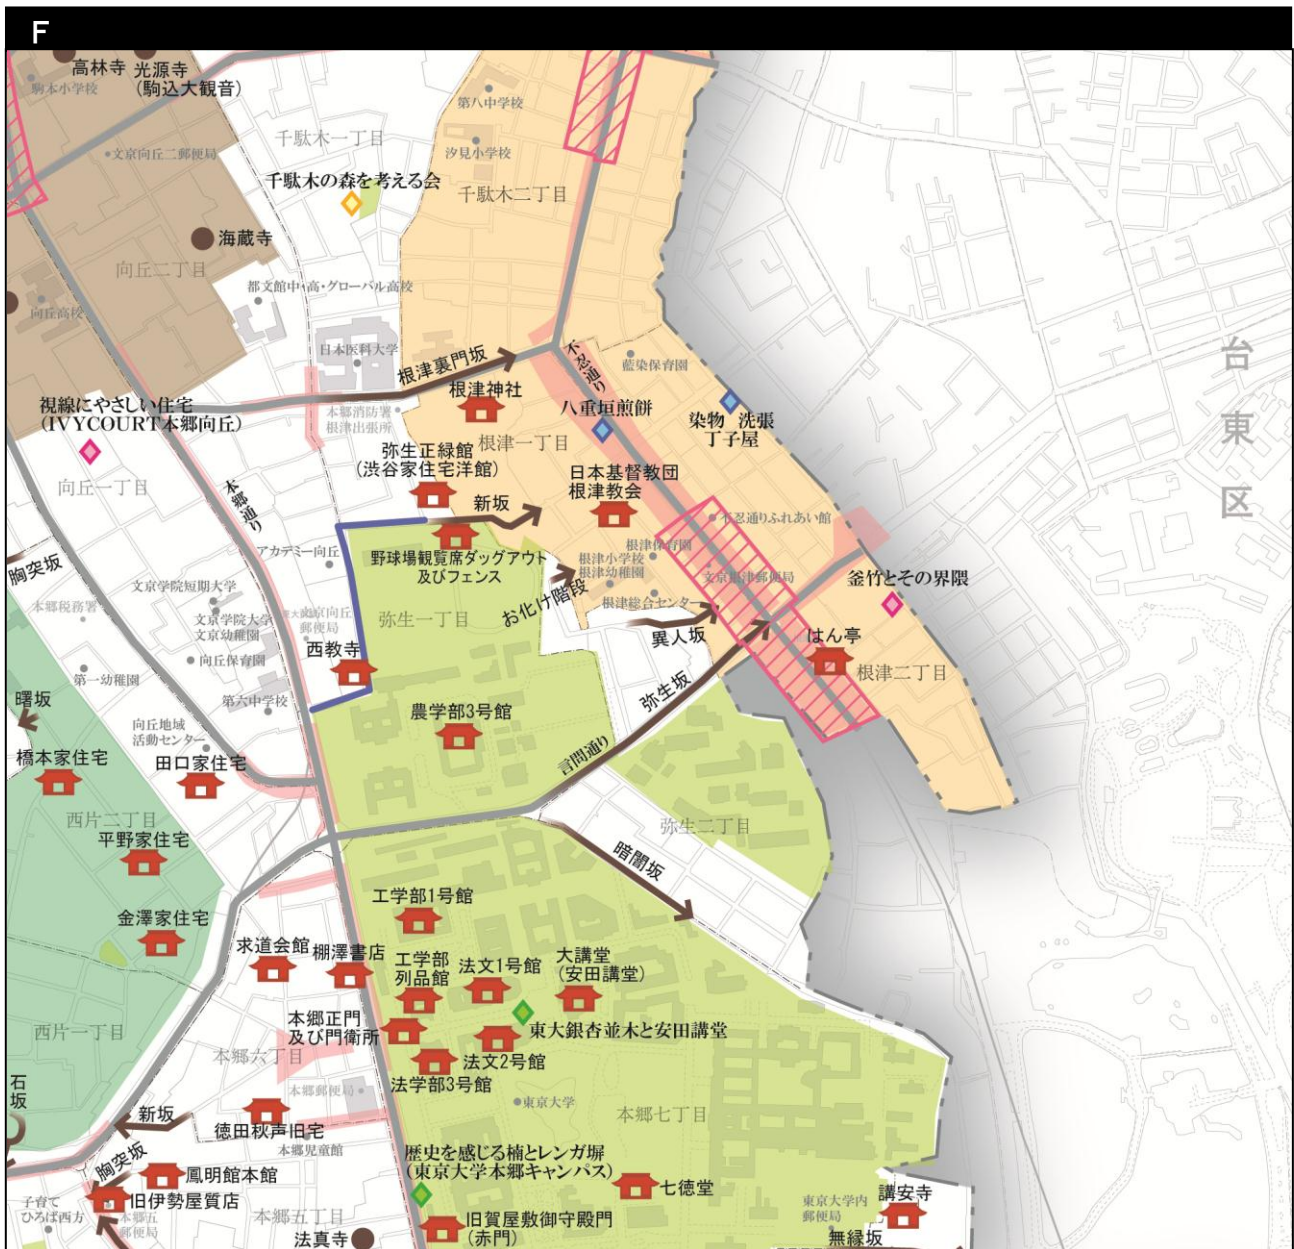 F
高林寺
光源寺
(駒込大観音)
駒本小学校
第八中学校
千駄木一丁目
汐見小学校
文京向丘二郵便局
千駄木の森を考える会
千駄木二丁目
海蔵寺
向丘二丁目
都文館中・高・グローバル高校
向丘高校
日本医科大学
不忍通り
藍染保育園
台東区
根津裏門坂
根津神社
視線にやさしい住宅
(IVYCOURT本郷向丘)
本郷消防署
根津出張所
八重垣煎餅
染物 洗張
丁子屋
根津一丁目
弥生正緑館
(渋谷家住宅洋館)
日本基督教団
根津教会
向丘一丁目
本郷通り
新坂
不忍通りふれあい館
アカデミー向丘
野球場観覧席ダッグアウト
及びフェンス
根津保育園
根津小学校
根津幼稚園
文京根津郵便局
胸突坂
釜竹とその界隈
文京学院短期大学
お化け階段
根津総合センター
本郷税務署
文京学院大学
文京幼稚園
文京向丘
郵便局
弥生一丁目
異人坂
はん亭
西教寺
向丘保育園
根津二丁目
第一幼稚園
弥生坂
第六中学校
曙坂
農学部3号館
向丘地域
活動センター
言問通り
橋本家住宅
田口家住宅
西片二丁目
弥生二丁目
平野家住宅
暗闇坂
工学部1号館
金澤家住宅
求道会館
棚澤書店
工学部
列品館
法文1号館
大講堂
(安田講堂)
西片一丁目
本郷正門
及び門衛所
東大銀杏並木と安田講堂
本郷六丁目
法文2号館
法学部3号館
石坂
本郷郵便局
東京大学
本郷七丁目
新坂
徳田秋声旧宅
本郷児童館
胸突坂
歴史を感じる楠とレンガ塀
(東京大学本郷キャンパス)
鳳明館本館
七徳堂
講安寺
子育て
ひろば西方
旧伊勢屋質店
本郷五
郵便局
本郷五丁目
東京大学内
郵便局
旧賀屋敷御守殿門
(赤門)
法真寺
無縁坂